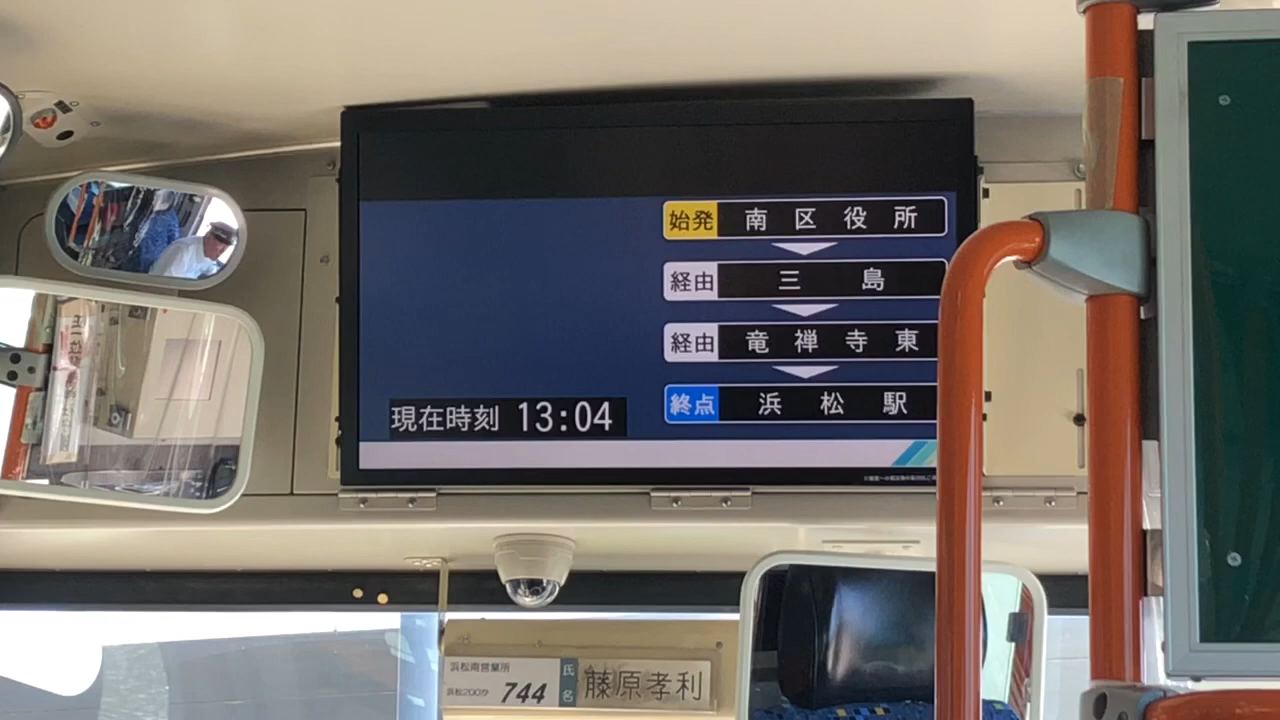 始発 南区役所
経由 三島
経由 竜禅寺東
終点 浜松駅
現在時刻 13:04
浜松南営業所
浜松200か 744
氏名 藤原孝利